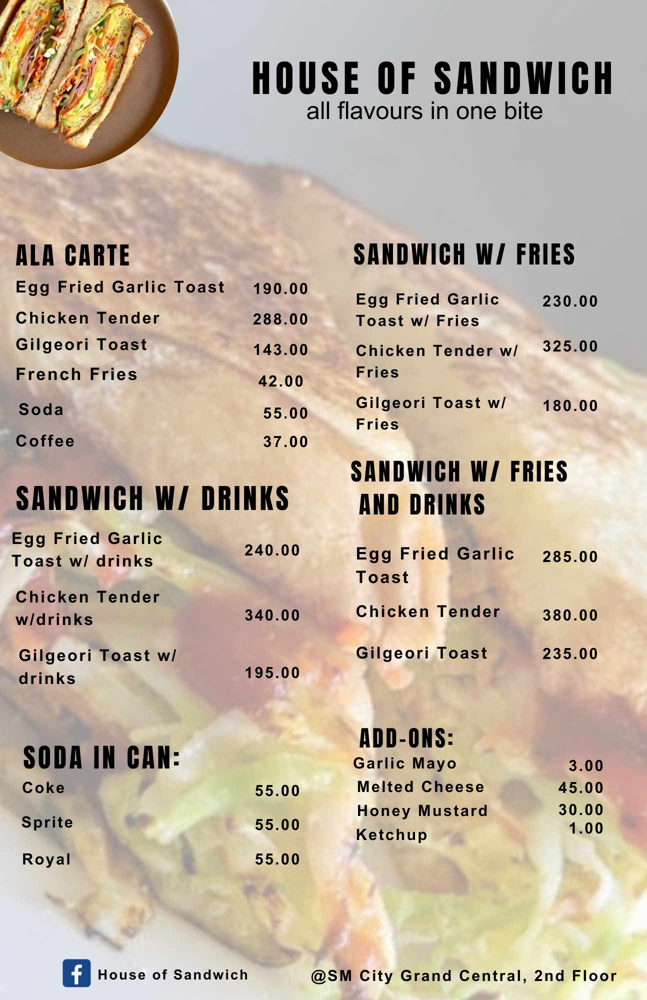 HOUSE OF SANDWICH
all flavours in one bite
ALA CARTE
Egg Fried Garlic Toast 190.00
Chicken Tender 288.00
Gilgeori Toast 143.00
French Fries 42.00
Soda 55.00
Coffee 37.00
SANDWICH W/ DRINKS
Egg Fried Garlic
Toast w/ drinks 240.00
Chicken Tender
w/drinks 340.00
Gilgeori Toast w/
drinks 195.00
SODA IN CAN:
Coke 55.00
Sprite 55.00
Royal 55.00
SANDWICH W/ FRIES
Egg Fried Garlic 230.00
Toast w/ Fries
Chicken Tender w/ 325.00
Fries
Gilgeori Toast w/ 180.00
Fries
SANDWICH W/ FRIES
AND DRINKS
Egg Fried Garlic 285.00
Toast
Chicken Tender 380.00
Gilgeori Toast 235.00
ADD-ONS:
Garlic Mayo 3.00
Melted Cheese 45.00
Honey Mustard 30.00
Ketchup 1.00
House of Sandwich
@SM City Grand Central, 2nd Floor